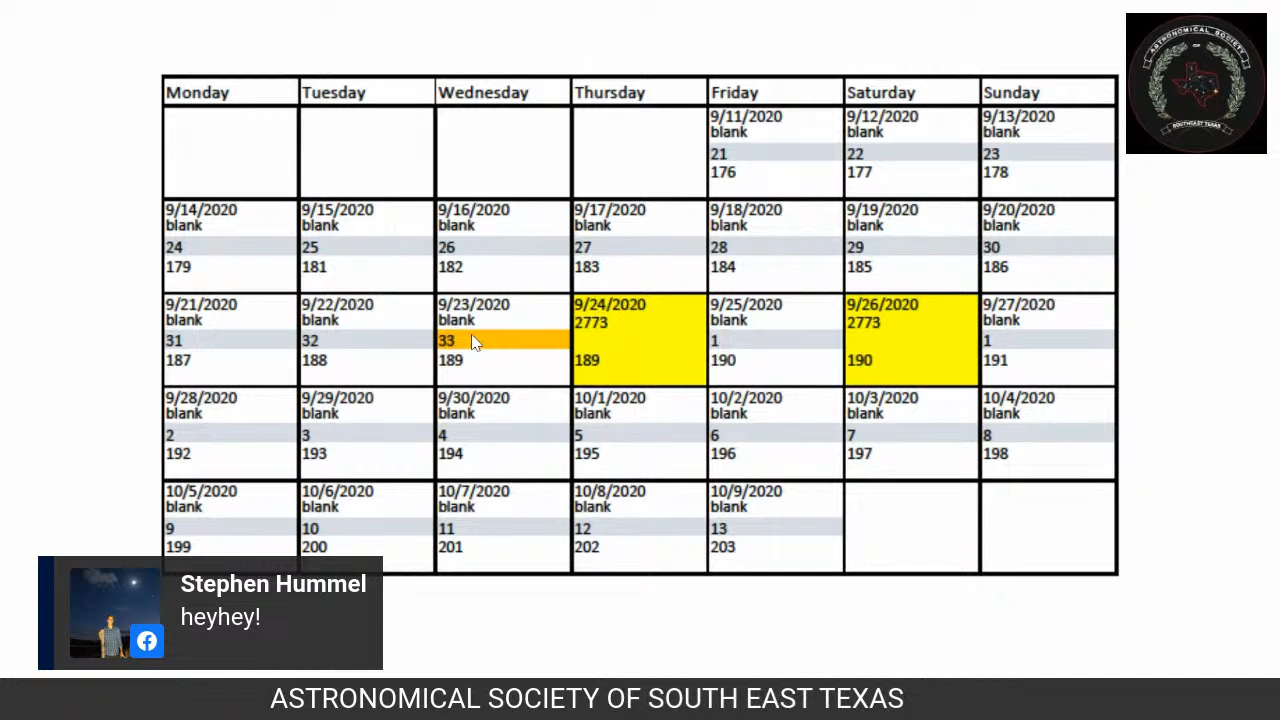 ASTRONOMICAL SOCIETY
OF
SOUTHEAST TEXAS
Monday Tuesday Wednesday Thursday Friday Saturday Sunday
9/11/2020 9/12/2020 9/13/2020
blank blank blank
21 22 23
176 177 178
9/14/2020 9/15/2020 9/16/2020 9/17/2020 9/18/2020 9/19/2020 9/20/2020
blank blank blank blank blank blank blank
24 25 26 27 28 29 30
179 181 182 183 184 185 186
9/21/2020 9/22/2020 9/23/2020 9/24/2020 9/25/2020 9/26/2020 9/27/2020
blank blank blank 2773 blank 2773 blank
31 32 33 1 1
187 188 189 189 190 190 191
9/28/2020 9/29/2020 9/30/2020 10/1/2020 10/2/2020 10/3/2020 10/4/2020
blank blank blank blank blank blank blank
2 3 4 5 6 7 8
192 193 194 195 196 197 198
10/5/2020 10/6/2020 10/7/2020 10/8/2020 10/9/2020
blank blank blank blank blank
9 10 11 12 13
199 200 201 202 203
Stephen Hummel
heyhey!
ASTRONOMICAL SOCIETY OF SOUTH EAST TEXAS